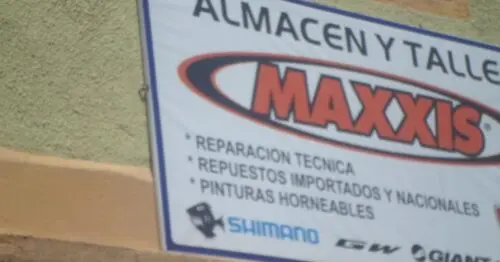 ALMACEN Y TALLE
MAXXIS
* REPARACION TECNICA
* REPUESTOS IMPORTADOS Y NACIONALES
* PINTURAS HORNEABLES
SHIMANO GW GIANT